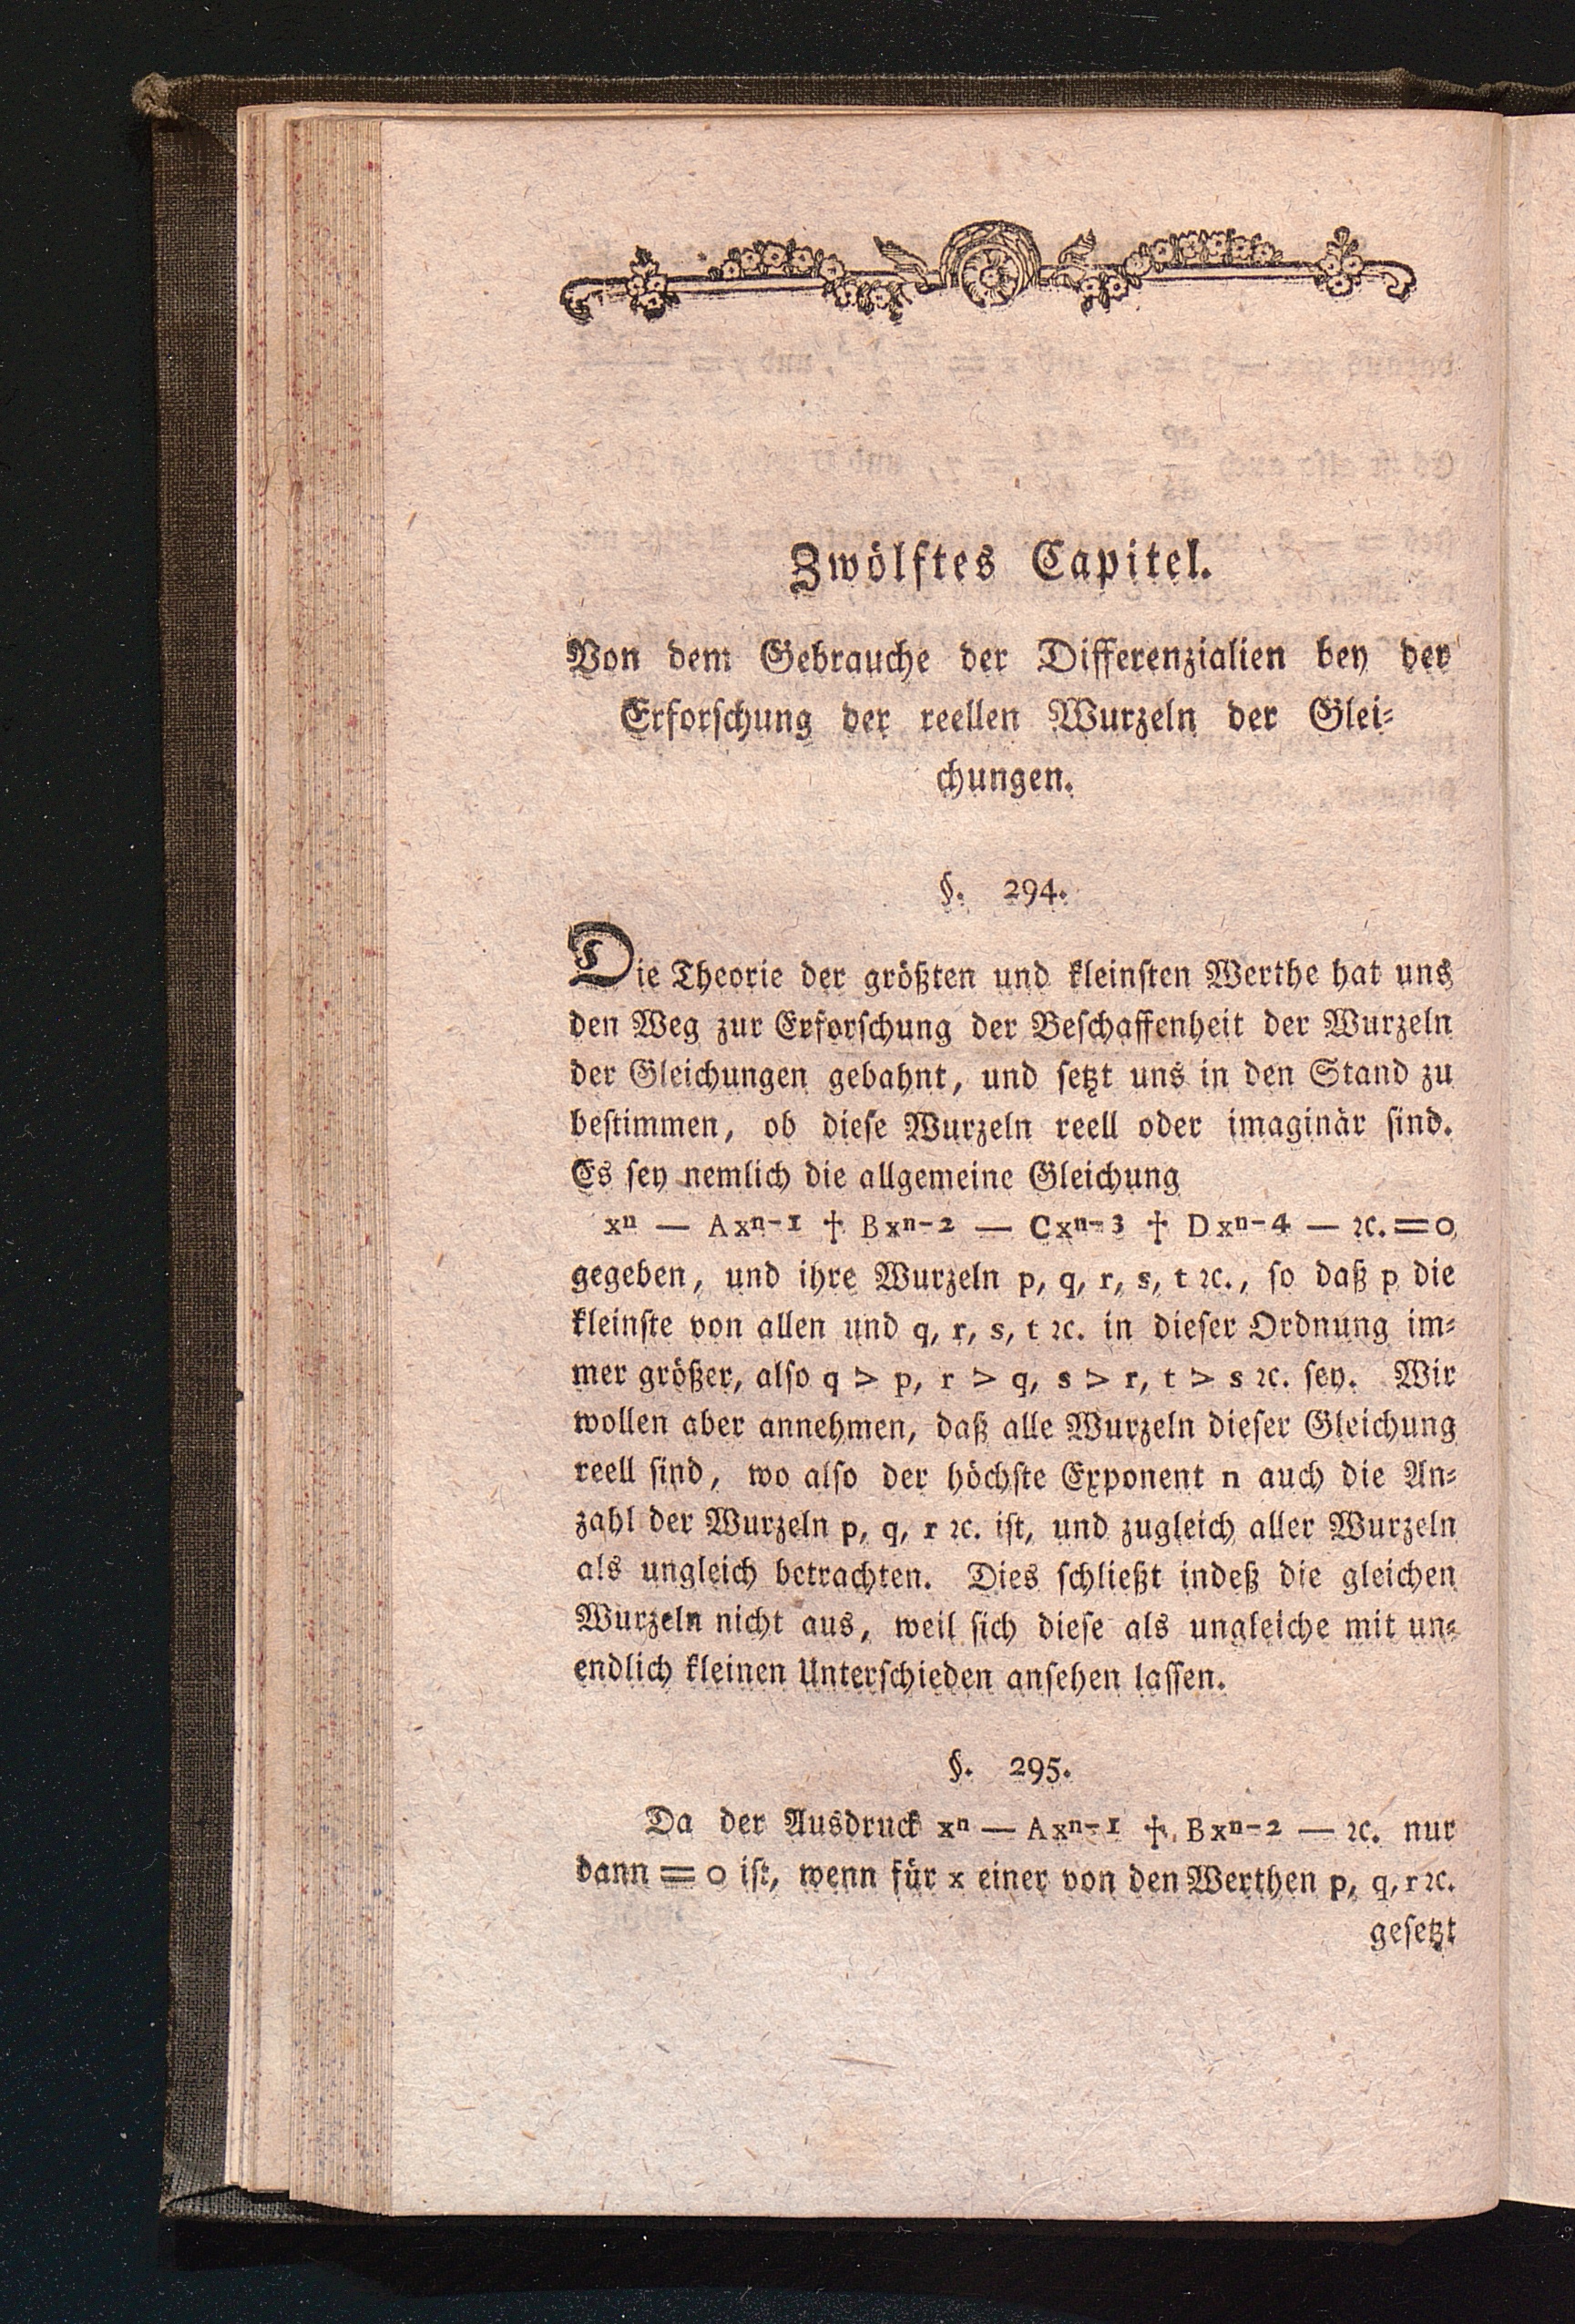 Zwölftes Capitel.
Von dem Gebrauche der Differenzialien bey der
Erforschung der reellen Wurzeln der Glei-
chungen.
§. 294.
Die Theorie der größten und kleinsten Werthe hat uns
den Weg zur Erforschung der Beschaffenheit der Wurzeln
der Gleichungen gebahnt, und setzt uns in den Stand zu
bestimmen, ob diese Wurzeln reell oder imaginär sind.
Es sey nemlich die allgemeine Gleichung
xⁿ — Axⁿ⁻¹ † Bxⁿ⁻² — Cxⁿ⁻³ † Dxⁿ⁻⁴ — ꝛc. = 0
gegeben, und ihre Wurzeln p, q, r, s, t ꝛc., so daß p die
kleinste von allen und q, r, s, t ꝛc. in dieser Ordnung im-
mer größer, also q > p, r > q, s > r, t > s ꝛc. sey. Wir
wollen aber annehmen, daß alle Wurzeln dieser Gleichung
reell sind, wo also der höchste Exponent n auch die An-
zahl der Wurzeln p, q, r ꝛc. ist, und zugleich aller Wurzeln
als ungleich betrachten. Dies schließt indeß die gleichen
Wurzeln nicht aus, weil sich diese als ungleiche mit un-
endlich kleinen Unterschieden ansehen lassen.
§. 295.
Da der Ausdruck xⁿ — Axⁿ⁻¹ † Bxⁿ⁻² — ꝛc. nur
dann = 0 ist, wenn für x einer von den Werthen p, q, r ꝛc.
gesetzt